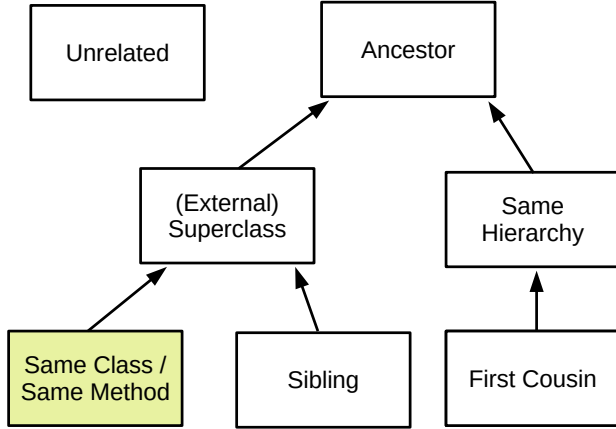 Unrelated
Ancestor
(External)
Superclass
Same
Hierarchy
Same Class /
Same Method
Sibling
First Cousin